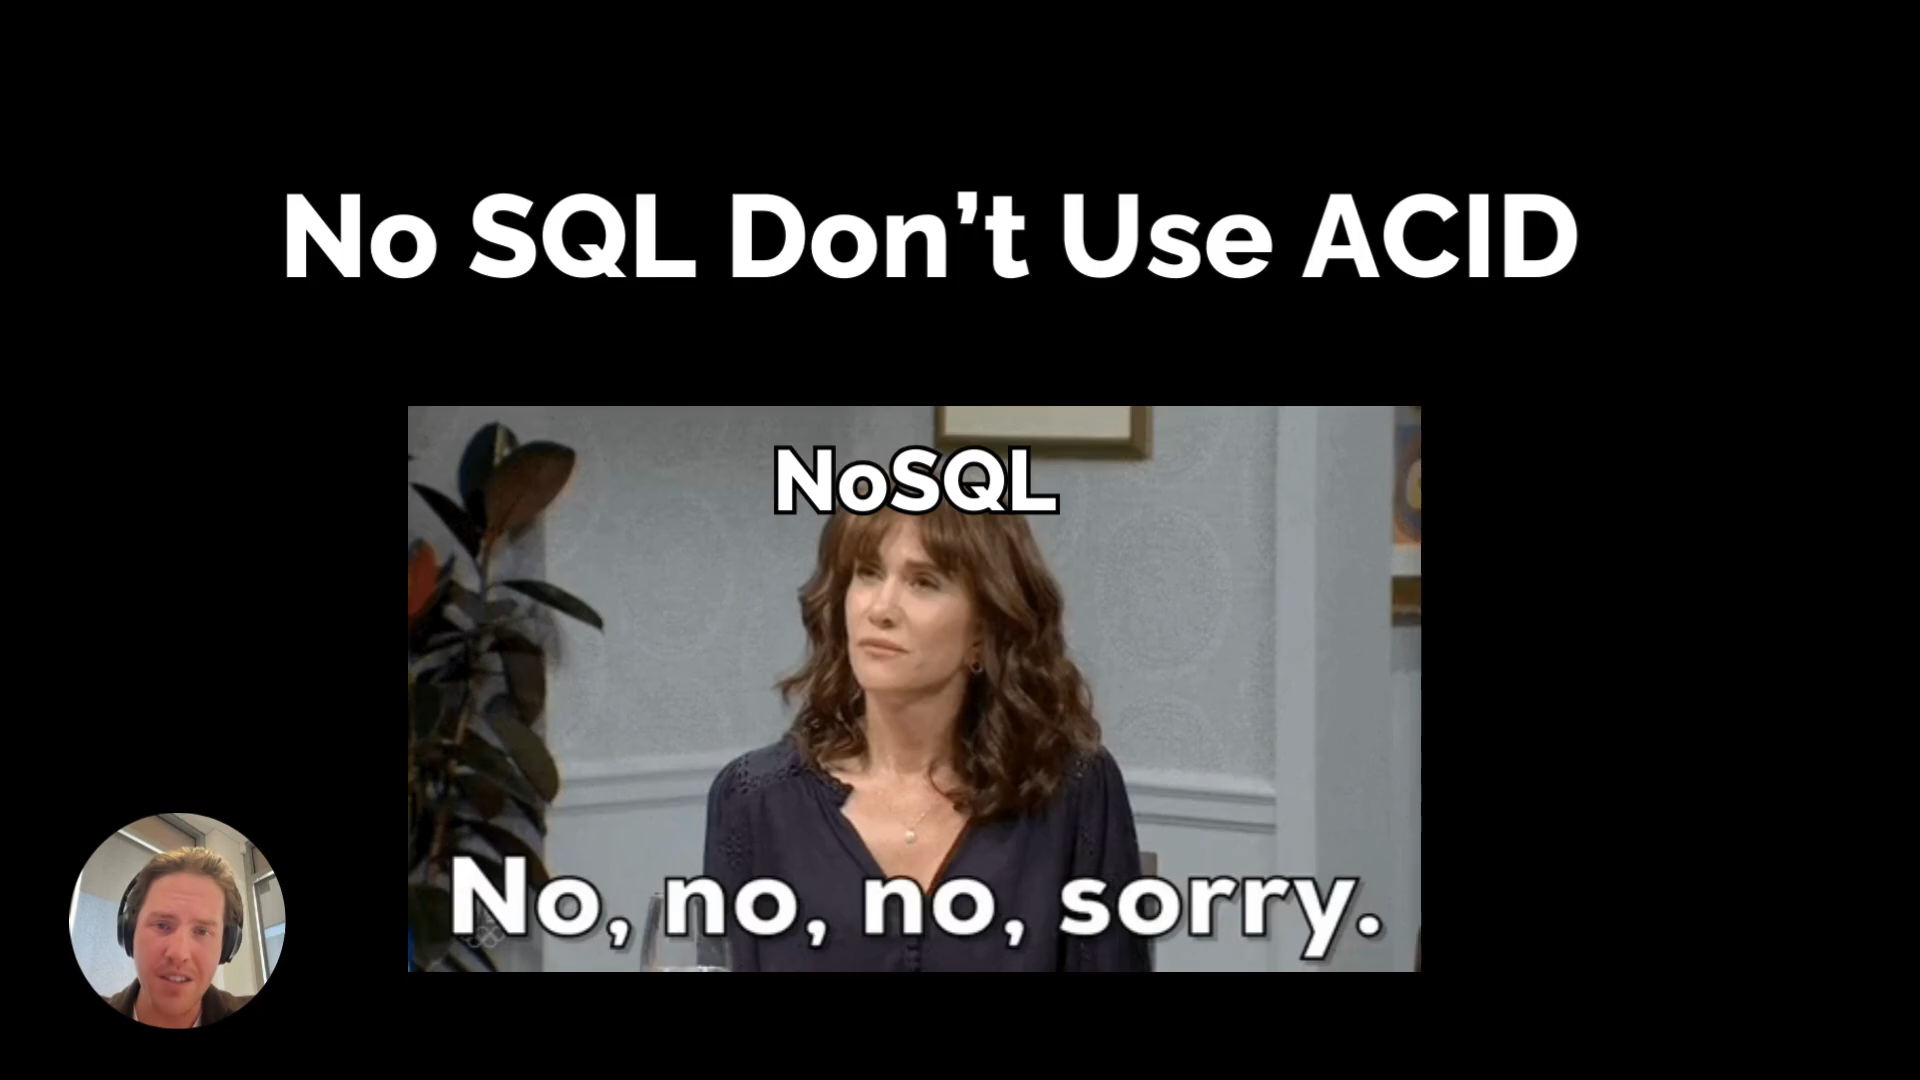 No SQL Don’t Use ACID
NoSQL
No, no, no, sorry.